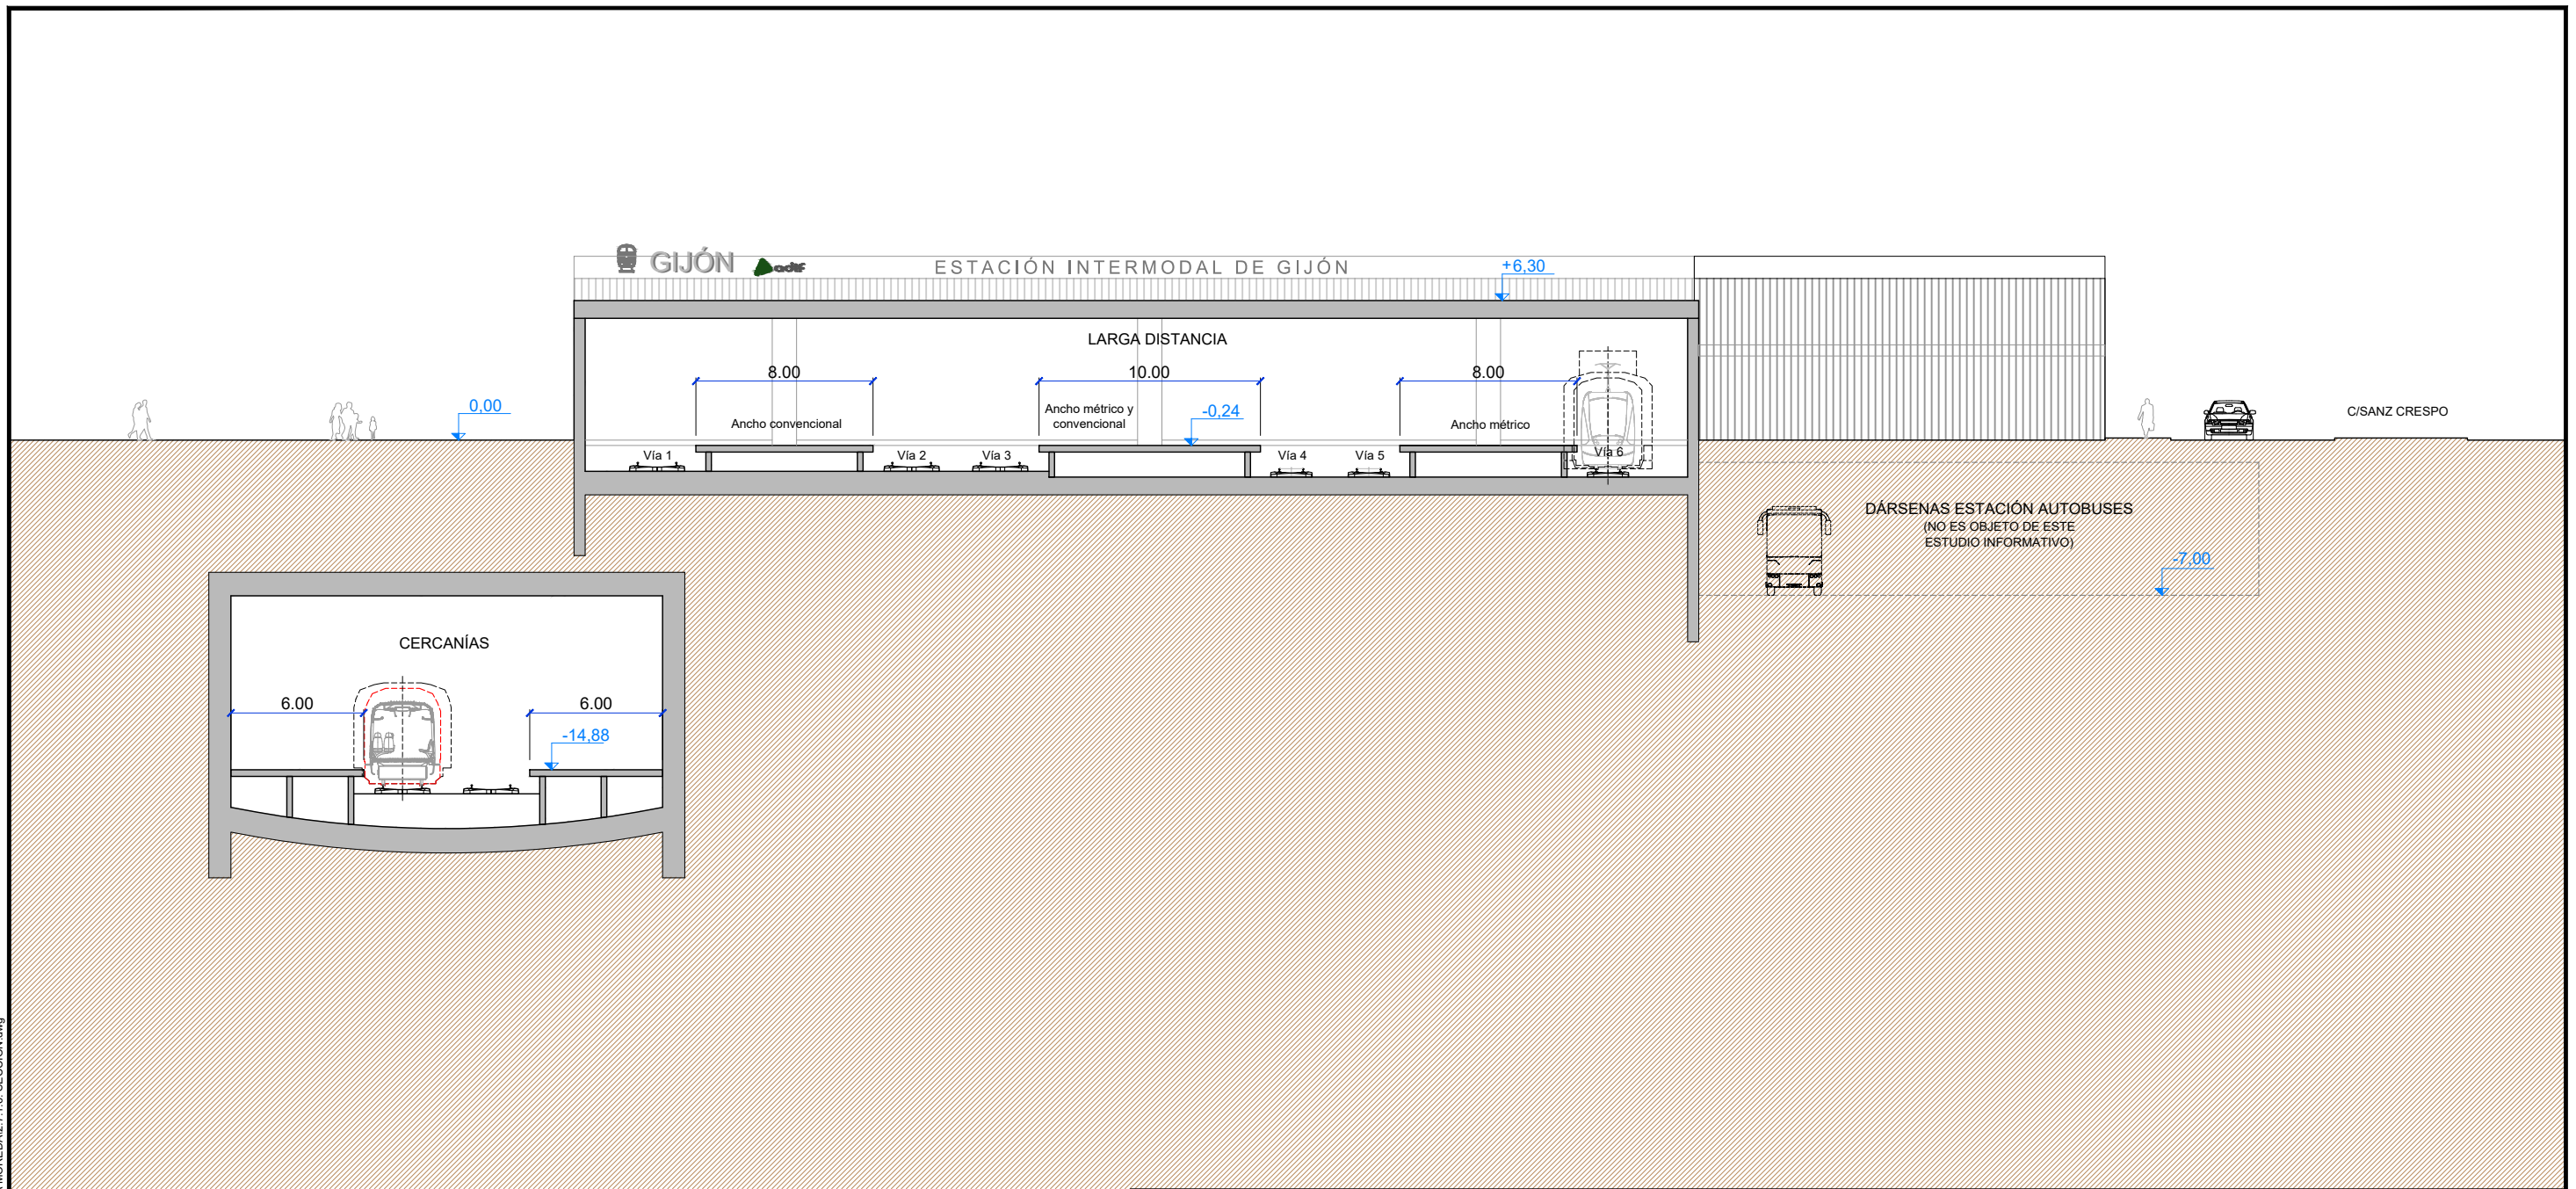 GIJÓN
adif
ESTACIÓN INTERMODAL DE GIJÓN
+6,30
LARGA DISTANCIA
8.00
10.00
8.00
0,00
Ancho convencional
Ancho métrico y
convencional
-0,24
Ancho métrico
C/SANZ CRESPO
Vía 1
Vía 2
Vía 3
Vía 4
Vía 5
Vía 6
DÁRSENAS ESTACIÓN AUTOBUSES
(NO ES OBJETO DE ESTE
ESTUDIO INFORMATIVO)
-7,00
CERCANÍAS
6.00
6.00
-14,88